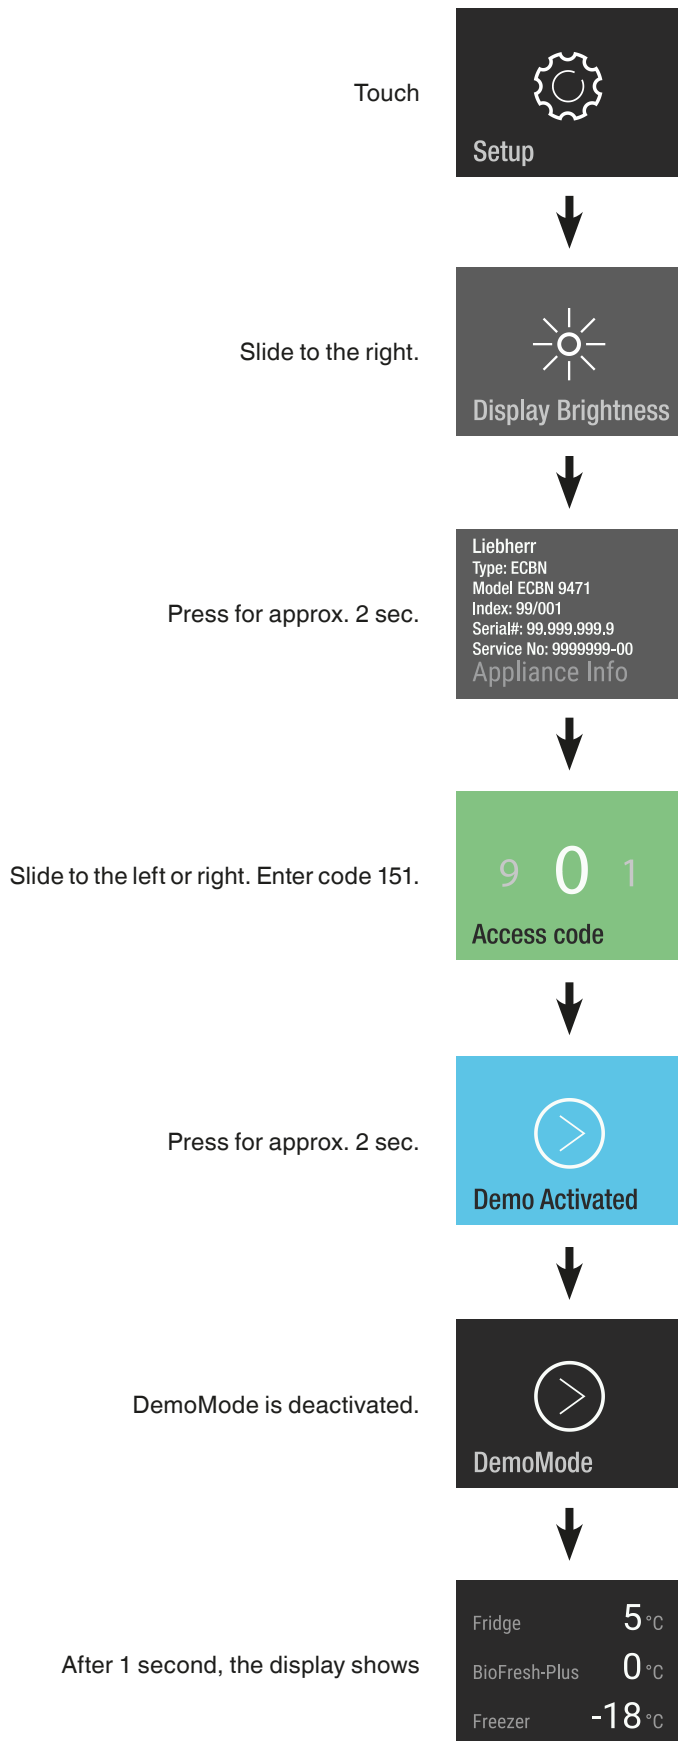 Touch
Setup
Slide to the right.
Display Brightness
Press for approx. 2 sec.
Liebherr
Type: ECBN
Model ECBN 9471
Index: 99/001
Serial#: 99.999.999.9
Service No: 9999999-00
Appliance Info
Slide to the left or right. Enter code 151.
9 0 1
Access code
Press for approx. 2 sec.
Demo Activated
DemoMode is deactivated.
DemoMode
After 1 second, the display shows
Fridge 5 °C
BioFresh-Plus 0 °C
Freezer -18 °C